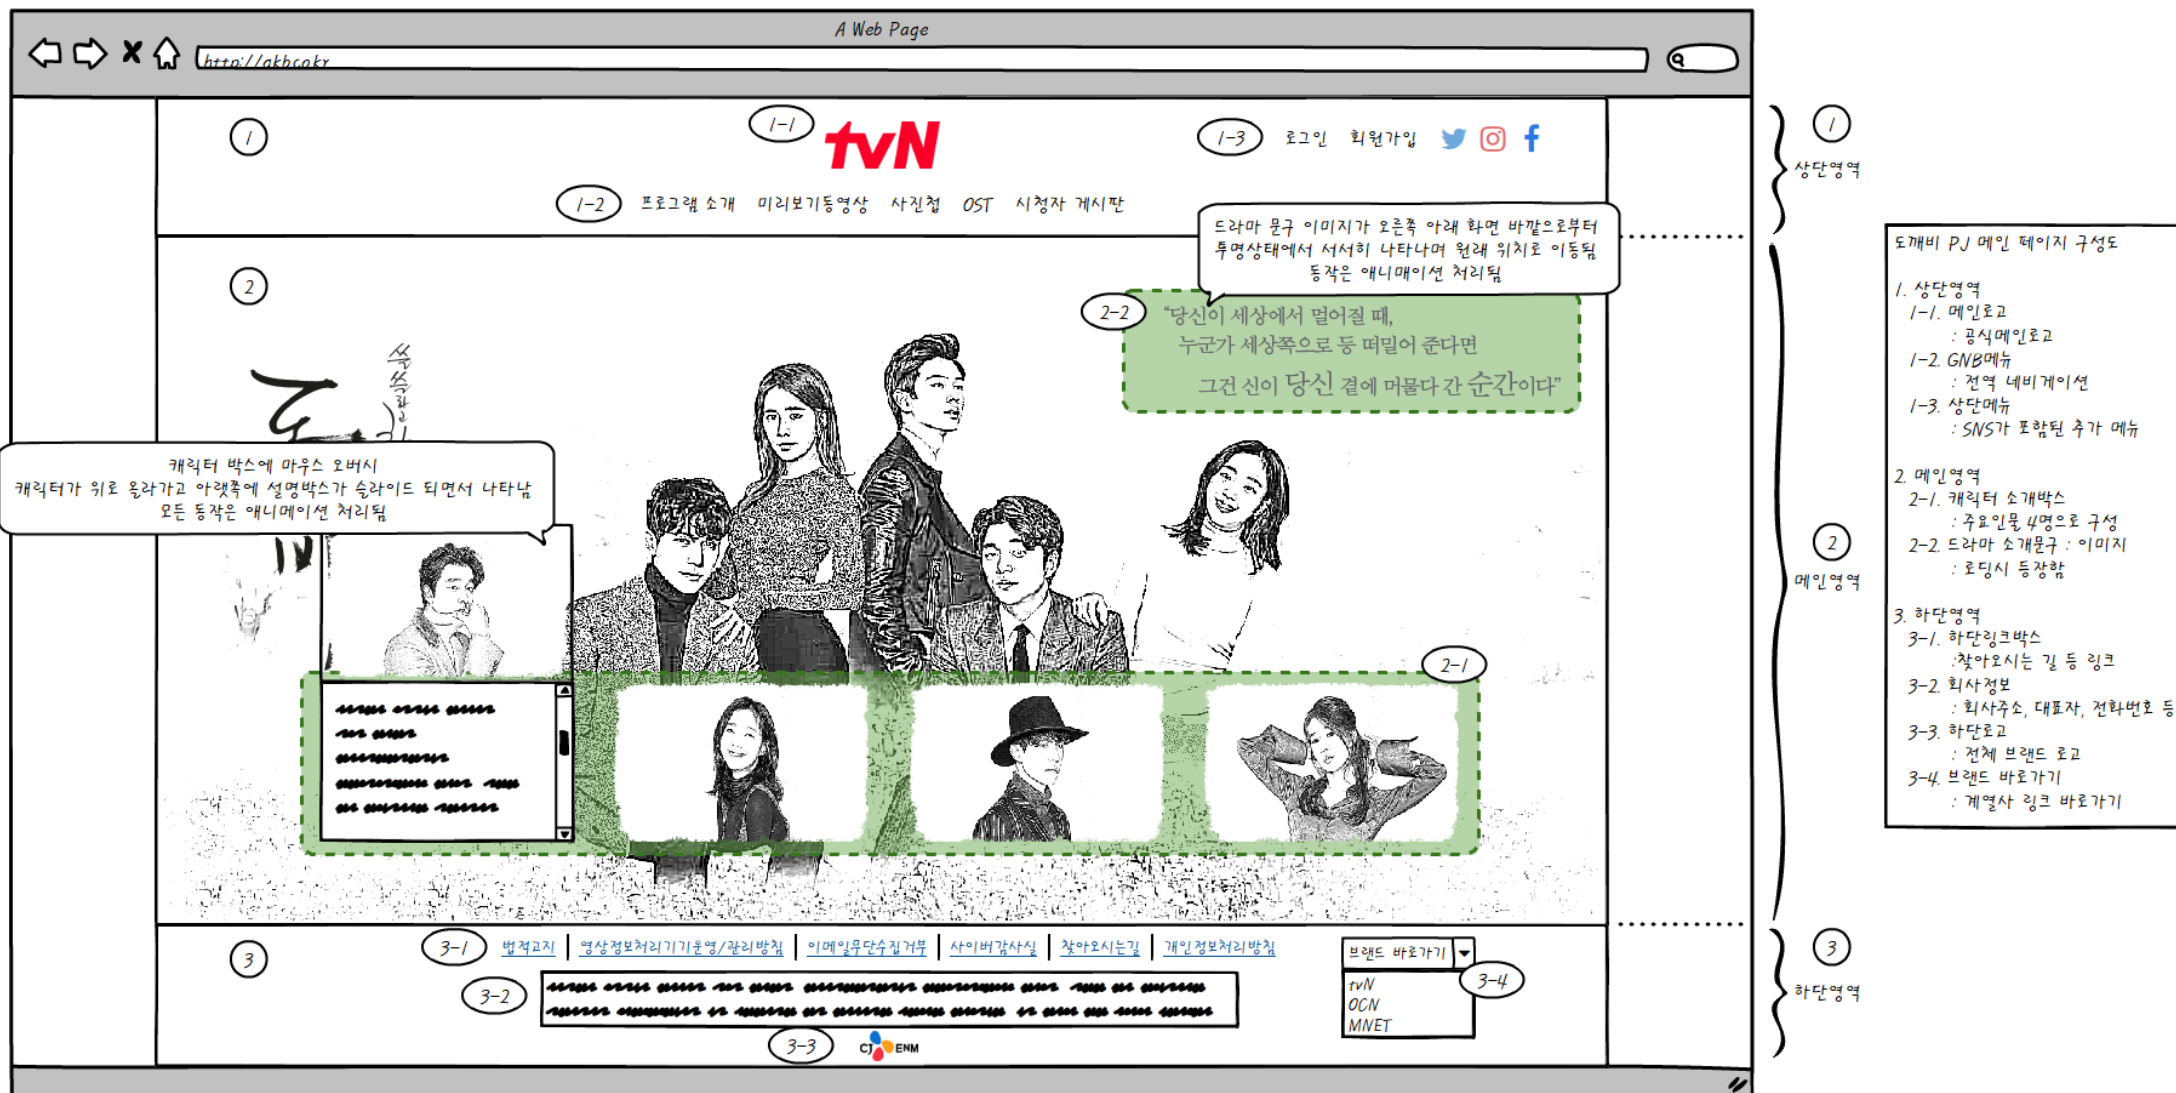 A Web Page
http://akbcokr
1
1-1
tvN
1-3
로그인 회원가입
1-2
프로그램 소개 미리보기동영상 사진첩 OST 시청자 게시판
드라마 문구 이미지가 오른쪽 아래 화면 바깥으로부터
투명상태에서 서서히 나타나며 원래 위치로 이동됨
동작은 애니매이션 처리됨
2
2-2
“당신이 세상에서 멀어질 때,
누군가 세상쪽으로 등 떠밀어 준다면
그건 신이 당신 곁에 머물다 간 순간이다”
쓸쓸하고
캐릭터 박스에 마우스 오버시
캐릭터가 위로 올라가고 아랫쪽에 설명박스가 슬라이드 되면서 나타남
모든 동작은 애니메이션 처리됨
2-1
3
3-1
법적고지 영상정보처리기기운영/관리방침 이메일무단수집거부 사이버감사실 찾아오시는길 개인정보처리방침
브랜드 바로가기
3-2
3-4
tvN
OCN
MNET
3-3
CJ ENM
1
상단영역
2
메인영역
3
하단영역
도깨비 PJ 메인 페이지 구성도
1. 상단영역
1-1. 메인로고
: 공식메인로고
1-2. GNB메뉴
: 전역 네비게이션
1-3. 상단메뉴
: SNS가 포함된 추가 메뉴
2. 메인영역
2-1. 캐릭터 소개박스
: 주요인물 4명으로 구성
2-2. 드라마 소개문구 : 이미지
: 로딩시 등장함
3. 하단영역
3-1. 하단링크박스
:찾아오시는 길 등 링크
3-2. 회사정보
: 회사주소, 대표자, 전화번호 등
3-3. 하단로고
: 전체 브랜드 로고
3-4. 브랜드 바로가기
: 계열사 링크 바로가기